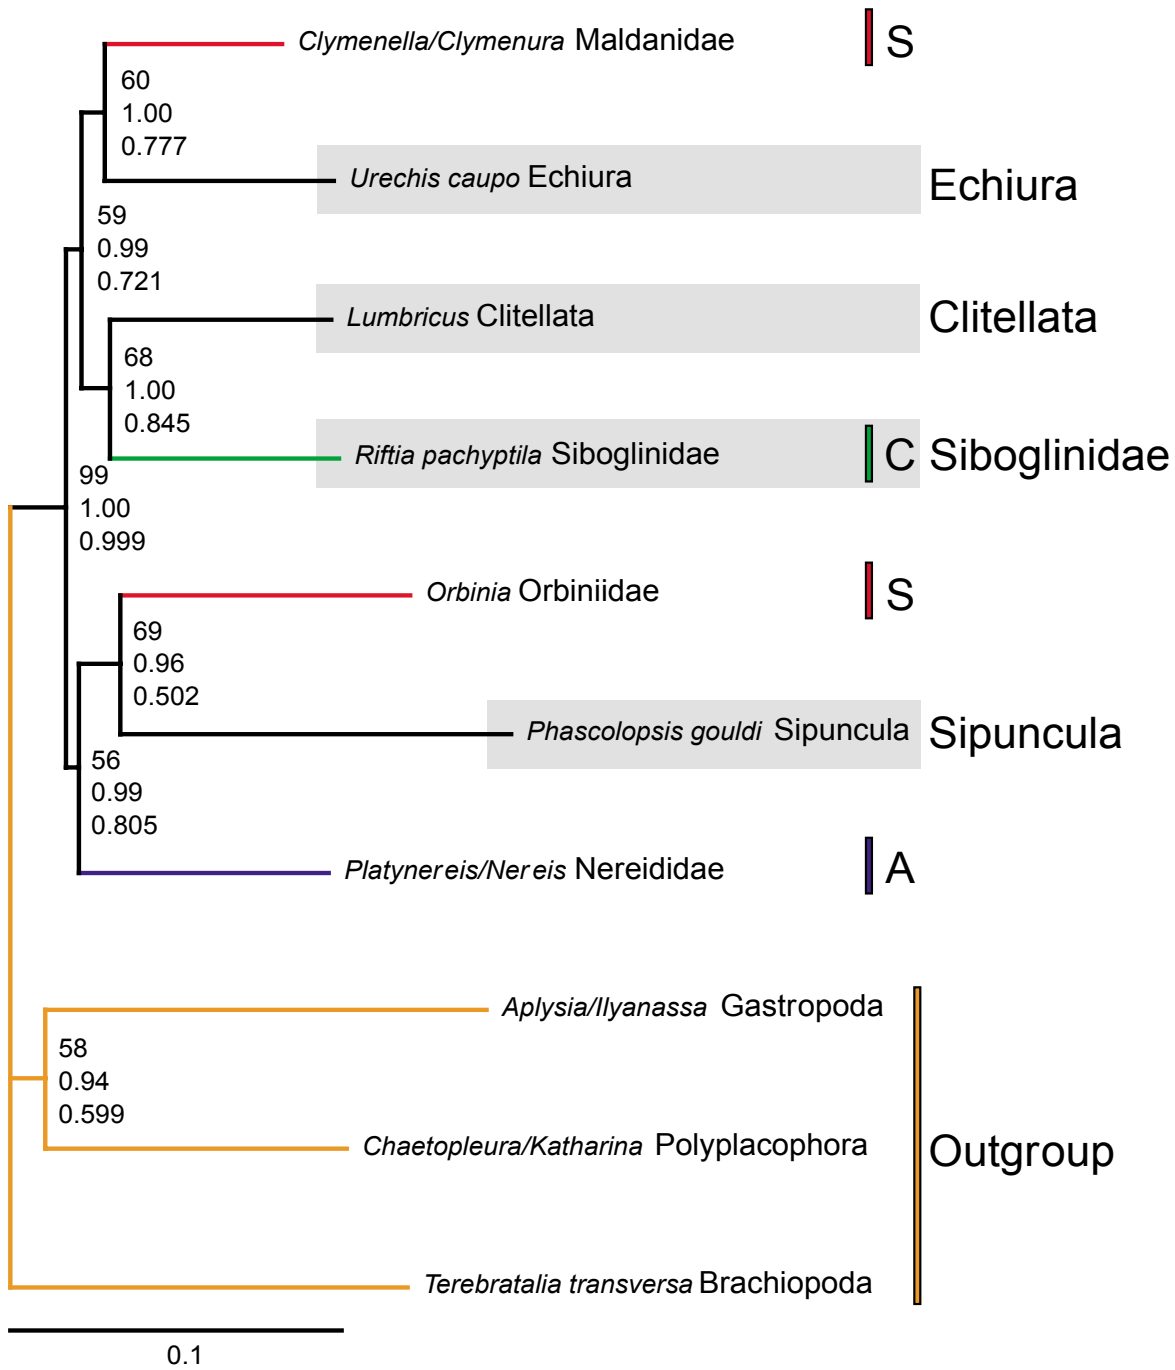 Clymenella/Clymenura Maldanidae S
60
1.00
0.777
Urechis caupo Echiura Echiura
59
0.99
0.721
Lumbricus Clitellata Clitellata
68
1.00
0.845
Riftia pachyptila Siboglinidae C Siboglinidae
99
1.00
0.999
Orbinia Orbiniidae S
69
0.96
0.502
Phascolopsis gouldi Sipuncula Sipuncula
56
0.99
0.805
Platynereis/Nereis Nereididae A
Aplysia/Ilyanassa Gastropoda
58
0.94
0.599
Chaetopleura/Katharina Polyplacophora Outgroup
Terebratalia transversa Brachiopoda
0.1